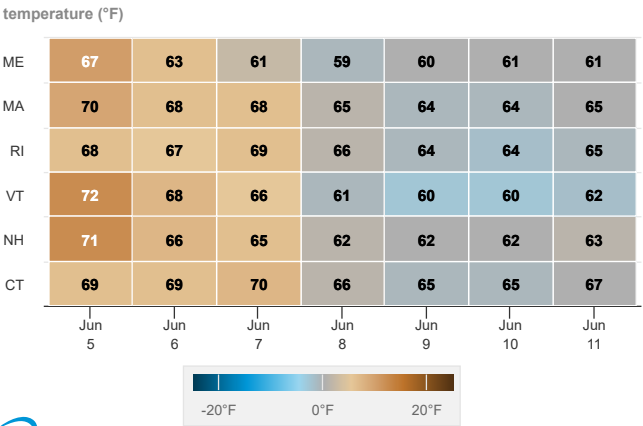 temperature (°F)
ME 67 63 61 59 60 61 61
MA 70 68 68 65 64 64 65
RI 68 67 69 66 64 64 65
VT 72 68 66 61 60 60 62
NH 71 66 65 62 62 62 63
CT 69 69 70 66 65 65 67
Jun Jun Jun Jun Jun Jun Jun
5 6 7 8 9 10 11
-20°F 0°F 20°F